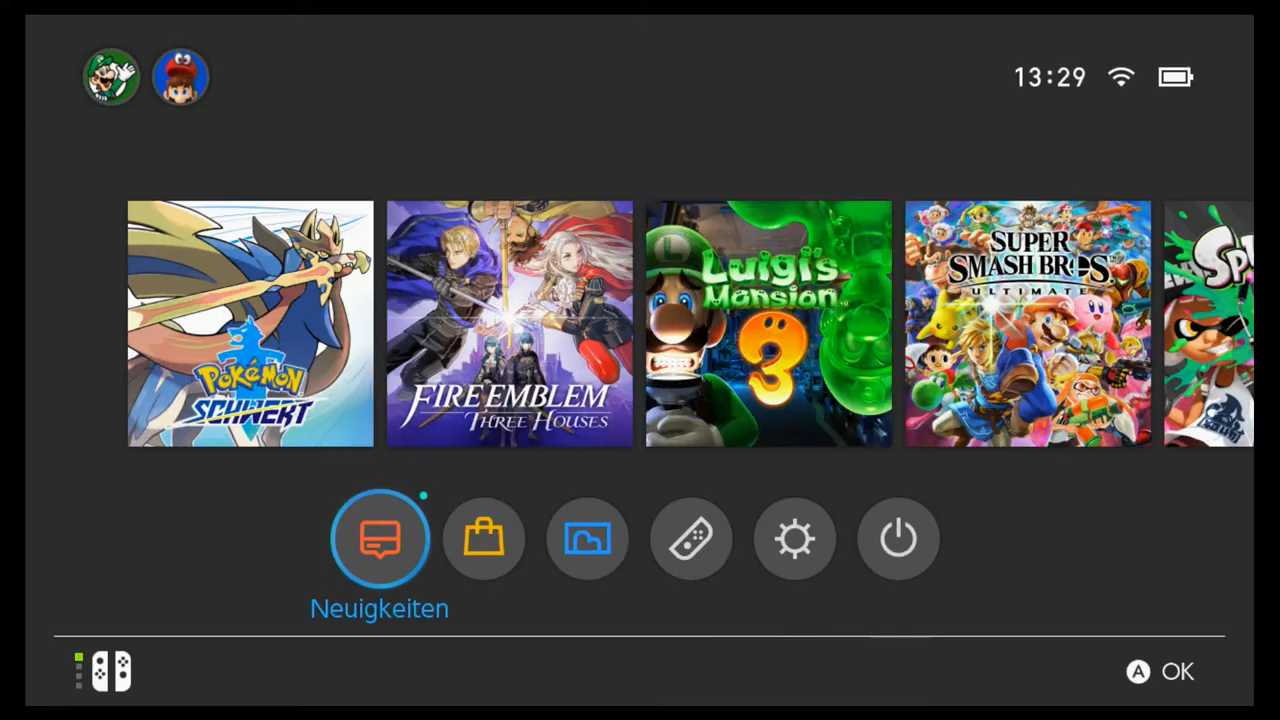 13:29
POKÉMON
SCHWERT
FIRE EMBLEM
THREE HOUSES
LUIGI'S
MANSION
3
SUPER
SMASH BROS.
ULTIMATE
Neuigkeiten
A OK